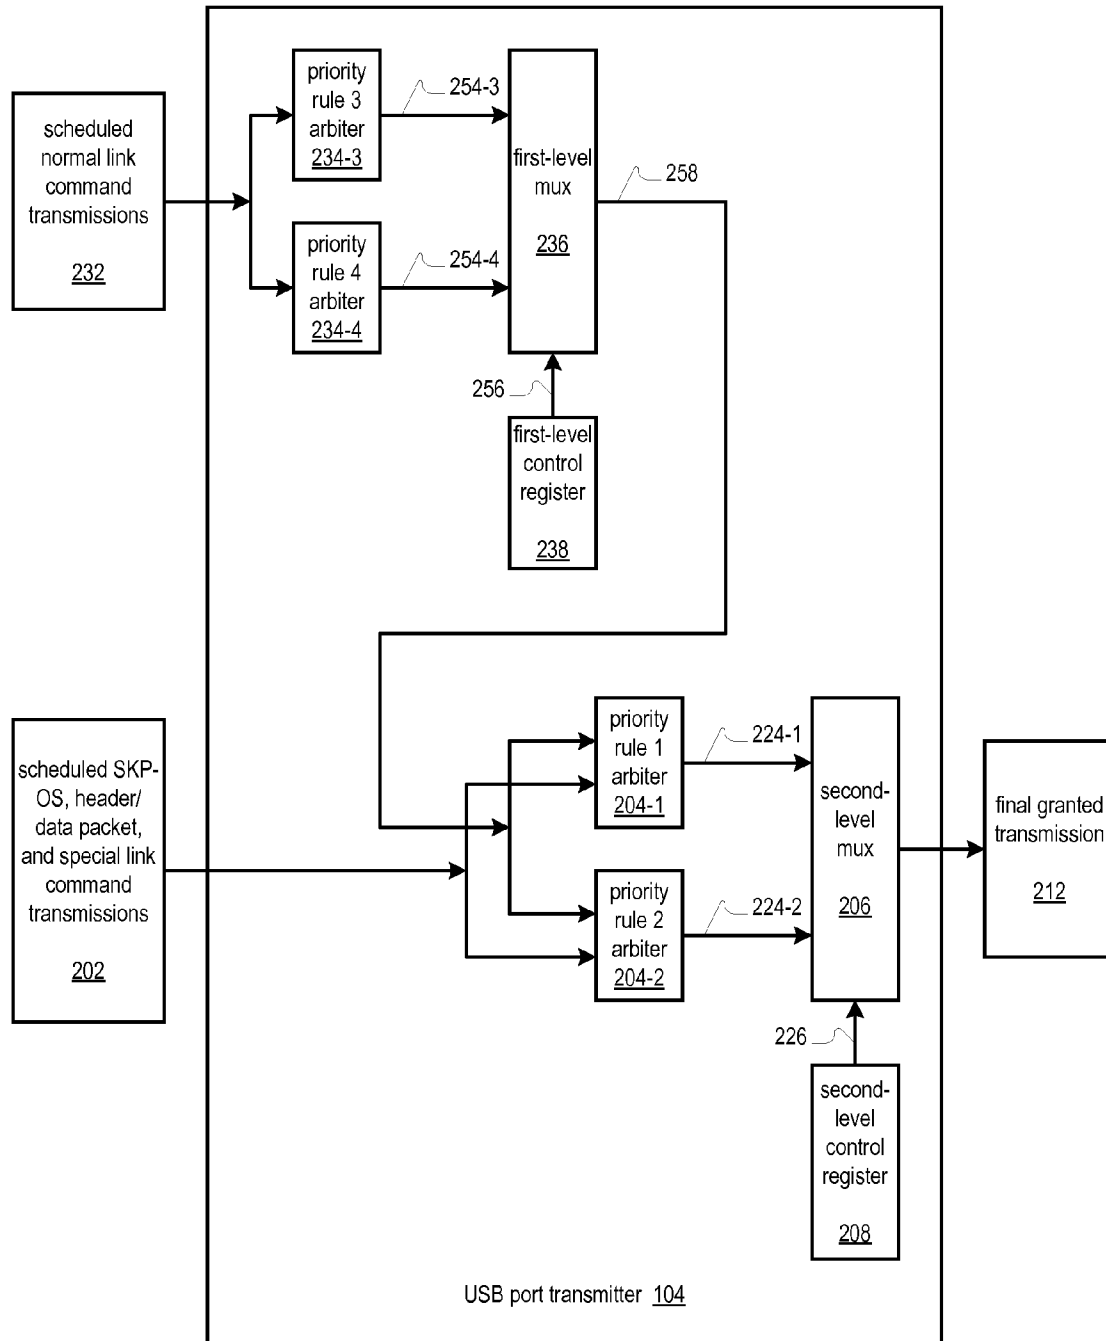 scheduled
normal link
command
transmissions
232
priority
rule 3
arbiter
234-3
254-3
priority
rule 4
arbiter
234-4
254-4
first-level
mux
236
258
256
first-level
control
register
238
scheduled SKP-
OS, header/
data packet,
and special link
command
transmissions
202
priority
rule 1
arbiter
204-1
224-1
priority
rule 2
arbiter
204-2
224-2
second-
level
mux
206
final granted
transmission
212
226
second-
level
control
register
208
USB port transmitter 104